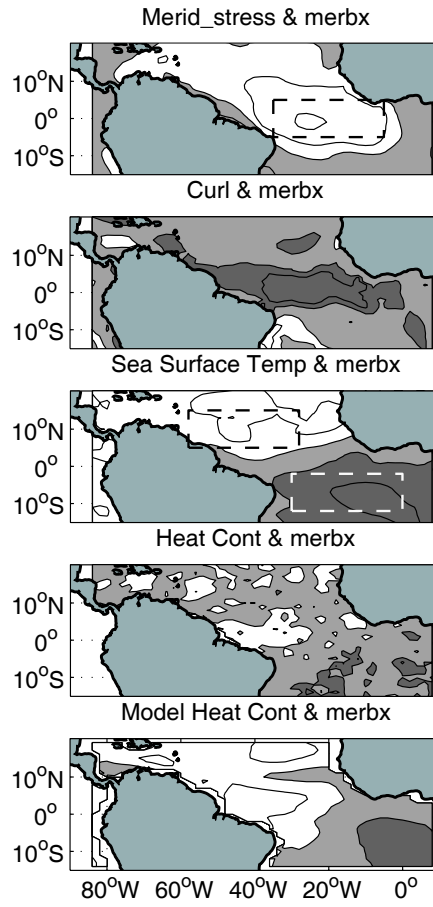 Merid_stress & merbx
10°N
0°
10°S
Curl & merbx
10°N
0°
10°S
Sea Surface Temp & merbx
10°N
0°
10°S
Heat Cont & merbx
10°N
0°
10°S
Model Heat Cont & merbx
10°N
0°
10°S
80°W 60°W 40°W 20°W 0°